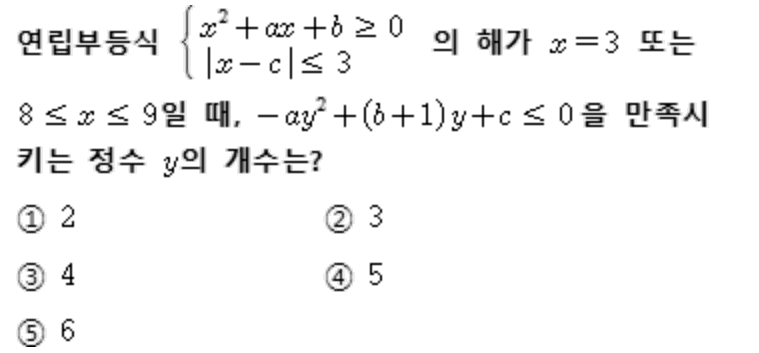 연립부등식 { x² + ax + b ≥ 0
|x - c| ≤ 3 의 해가 x = 3 또는
8 ≤ x ≤ 9일 때, -ay² + (b+1)y + c ≤ 0 을 만족시
키는 정수 y의 개수는?
① 2 ② 3
③ 4 ④ 5
⑤ 6